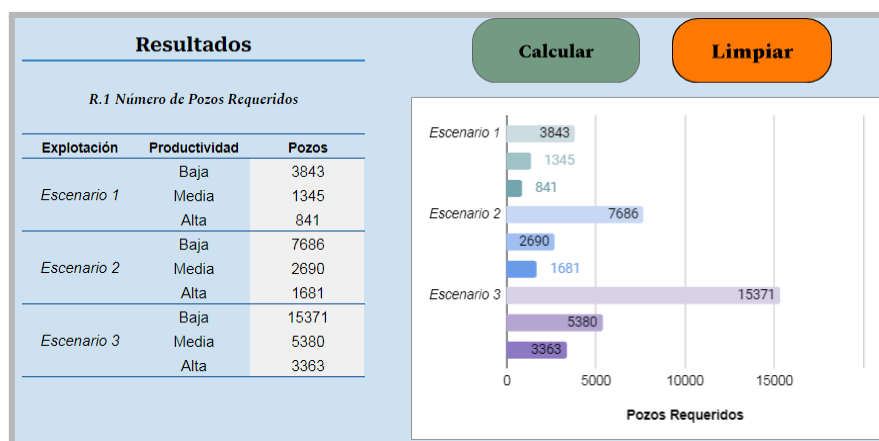 Resultados
Calcular
Limpiar
R.1 Número de Pozos Requeridos
Explotación Productividad Pozos
Escenario 1
Baja 3843
Media 1345
Alta 841
Escenario 2
Baja 7686
Media 2690
Alta 1681
Escenario 3
Baja 15371
Media 5380
Alta 3363
Escenario 1 3843
1345
841
Escenario 2 7686
2690
1681
Escenario 3 15371
5380
3363
0 5000 10000 15000
Pozos Requeridos